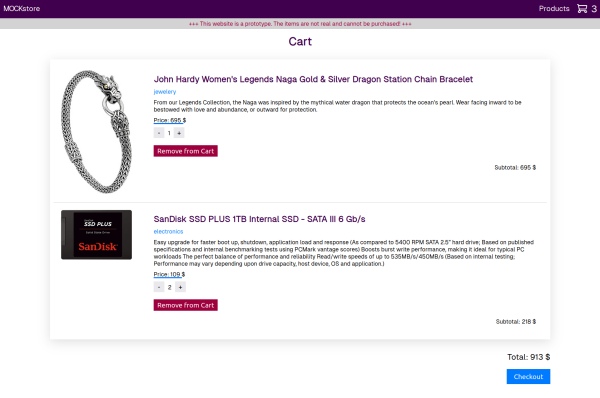 MOCKstore
Products
3
+++ This website is a prototype. The items are not real and cannot be purchased! +++
Cart
John Hardy Women's Legends Naga Gold & Silver Dragon Station Chain Bracelet
jewelery
From our Legends Collection, the Naga was inspired by the mythical water dragon that protects the ocean's pearl. Wear facing inward to be
bestowed with love and abundance, or outward for protection.
Price: 695 $
- 1 +
Remove from Cart
Subtotal: 695 $
SanDisk
SSD PLUS
SanDisk
SanDisk SSD PLUS 1TB Internal SSD - SATA III 6 Gb/s
electronics
Easy upgrade for faster boot up, shutdown, application load and response (As compared to 5400 RPM SATA 2.5" hard drive; Based on published
specifications and internal benchmarking tests using PCMark vantage scores) Boosts burst write performance, making it ideal for typical PC
workloads The perfect balance of performance and reliability Read/write speeds of up to 535MB/s/450MB/s (Based on internal testing;
Performance may vary depending upon drive capacity, host device, OS and application.)
Price: 109 $
- 2 +
Remove from Cart
Subtotal: 218 $
Total: 913 $
Checkout